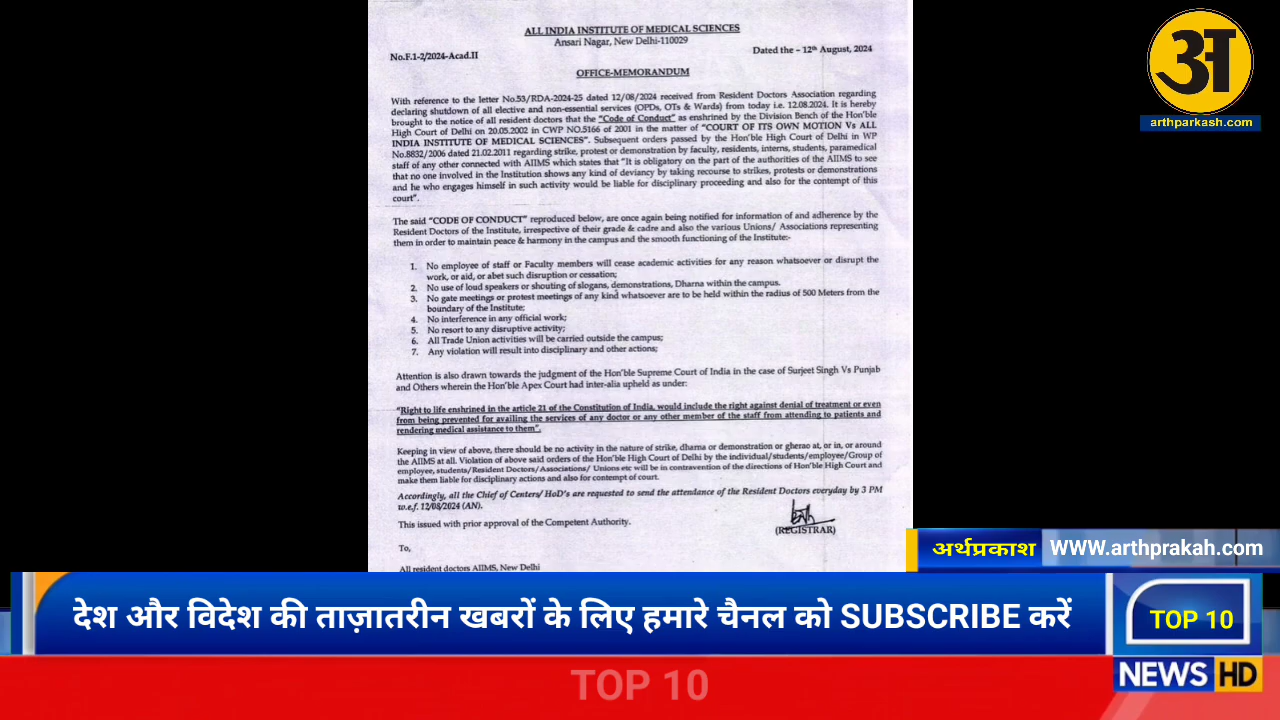 ALL INDIA INSTITUTE OF MEDICAL SCIENCES
Ansari Nagar, New Delhi-110029
No.F.1-2/2024-Acad.II
Dated the – 12th August, 2024
OFFICE-MEMORANDUM
With reference to the letter No.53/RDA-2024-25 dated 12/08/2024 received from Resident Doctors Association regarding
declaring shutdown of all elective and non-essential services (OPDs, OTs & Wards) from today i.e. 12.08.2024. It is hereby
brought to the notice of all resident doctors that the "Code of Conduct" as enshrined by the Division Bench of the Hon'ble
High Court of Delhi on 20.05.2002 in CWP NO.5166 of 2001 in the matter of "COURT OF ITS OWN MOTION Vs ALL
INDIA INSTITUTE OF MEDICAL SCIENCES". Subsequent orders passed by the Hon'ble High Court of Delhi in WP
No.8832/2006 dated 21.02.2011 regarding strike, protest or demonstration by faculty, residents, interns, students, paramedical
staff of any other connected with AIIMS which states that "It is obligatory on the part of the authorities of the AIIMS to see
that no one involved in the Institution shows any kind of deviancy by taking recourse to strikes, protests or demonstrations
and he who engages himself in such activity would be liable for disciplinary proceeding and also for the contempt of this
court".
The said "CODE OF CONDUCT" reproduced below, are once again being notified for information of and adherence by the
Resident Doctors of the Institute, irrespective of their grade & cadre and also the various Unions/ Associations representing
them in order to maintain peace & harmony in the campus and the smooth functioning of the Institute:-
1. No employee of staff or Faculty members will cease academic activities for any reason whatsoever or disrupt the
work, or aid, or abet such disruption or cessation;
2. No use of loud speakers or shouting of slogans, demonstrations, Dharna within the campus.
3. No gate meetings or protest meetings of any kind whatsoever are to be held within the radius of 500 Meters from the
boundary of the Institute;
4. No interference in any official work;
5. No resort to any disruptive activity;
6. All Trade Union activities will be carried outside the campus;
7. Any violation will result into disciplinary and other actions;
Attention is also drawn towards the judgment of the Hon'ble Supreme Court of India in the case of Surjeet Singh Vs Punjab
and Others wherein the Hon'ble Apex Court had inter-alia upheld as under:
"Right to life enshrined in the article 21 of the Constitution of India, would include the right against denial of treatment or even
from being prevented for availing the services of any doctor or any other member of the staff from attending to patients and
rendering medical assistance to them".
Keeping in view of above, there should be no activity in the nature of strike, dharna or demonstration or gherao at, or in, or around
the AIIMS at all. Violation of above said orders of the Hon'ble High Court of Delhi by the individual/students/employee/Group of
employee, students/Resident Doctors/Associations/ Unions etc will be in contravention of the directions of Hon'ble High Court and
make them liable for disciplinary actions and also for contempt of court.
Accordingly, all the Chief of Centers/ HoD's are requested to send the attendance of the Resident Doctors everyday by 3 PM
w.e.f. 12/08/2024 (AN).
This issued with prior approval of the Competent Authority.
(REGISTRAR)
To,
All resident doctors AIIMS, New Delhi
अ
arthparkash.com
अर्थप्रकाश WWW.arthprakah.com
देश और विदेश की ताज़ातरीन खबरों के लिए हमारे चैनल को SUBSCRIBE करें
TOP 10
NEWS HD
TOP 10